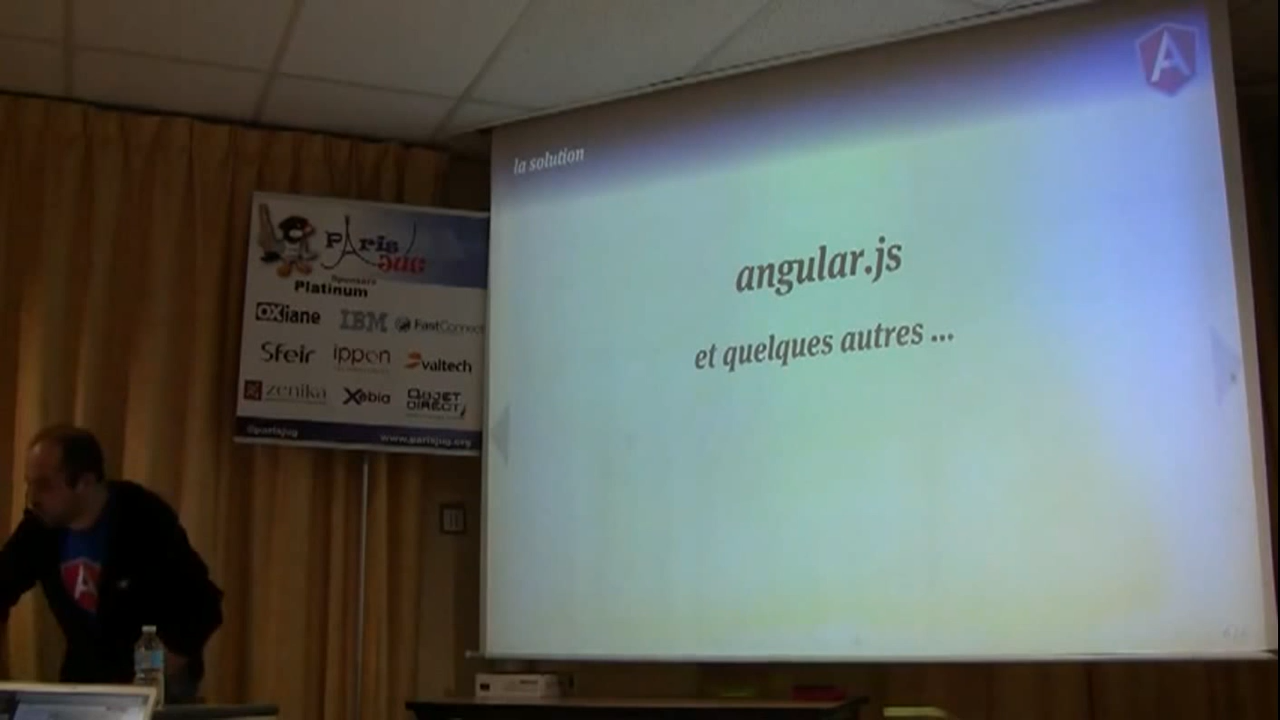 la solution
angular.js
et quelques autres ...
Paris
JUG
Sponsors
Platinum
OXiane IBM FastConnect
Sfeir ippon valtech
zenika Xebia OBJET DIRECT
@parisjug www.parisjug.org